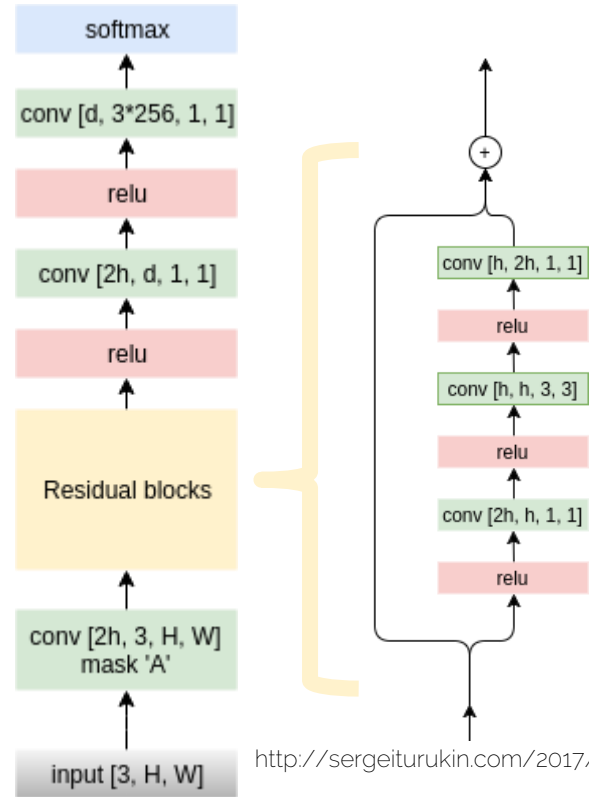 softmax
conv [d, 3*256, 1, 1]
relu
conv [2h, d, 1, 1]
relu
Residual blocks
conv [2h, 3, H, W]
mask 'A'
input [3, H, W]
+
conv [h, 2h, 1, 1]
relu
conv [h, h, 3, 3]
relu
conv [2h, h, 1, 1]
relu
http://sergeiturukin.com/2017/